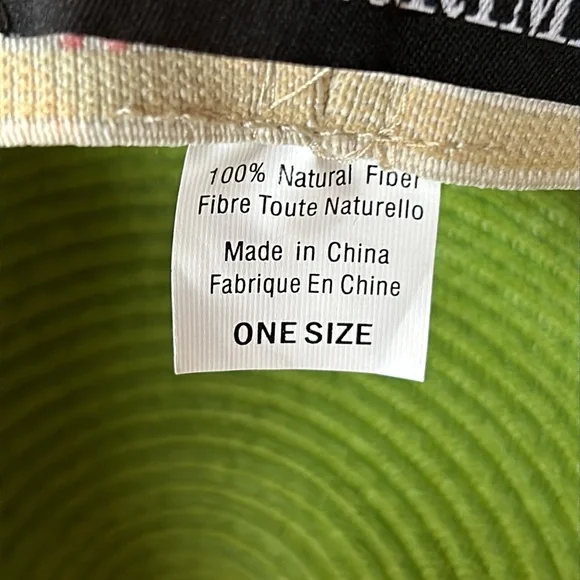 100% Natural Fiber
Fibre Toute Naturello
Made in China
Fabrique En Chine
ONE SIZE